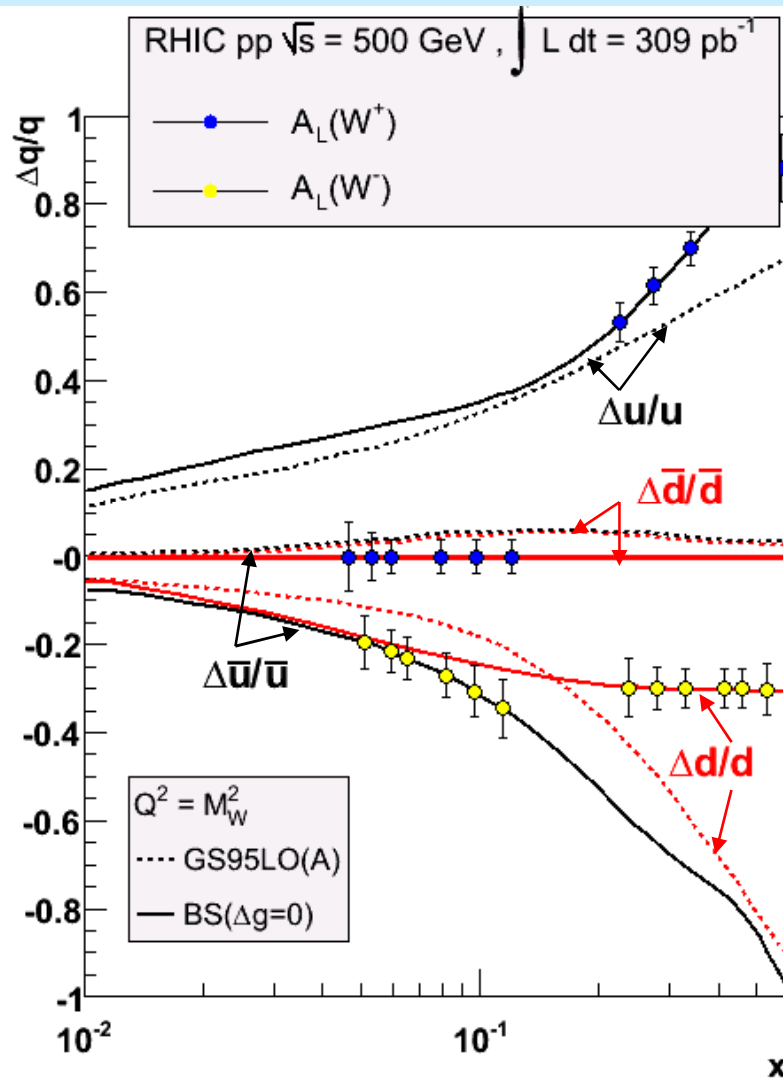 RHIC pp √s = 500 GeV , ∫ L dt = 309 pb⁻¹
A_L(W⁺)
A_L(W⁻)
Δq/q
1
0.8
0.6
0.4
0.2
-0
-0.2
-0.4
-0.6
-0.8
-1
Δu/u
Δd̅/d̅
Δu̅/u̅
Δd/d
Q² = M_W²
GS95LO(A)
BS(Δg=0)
10⁻²
10⁻¹
x